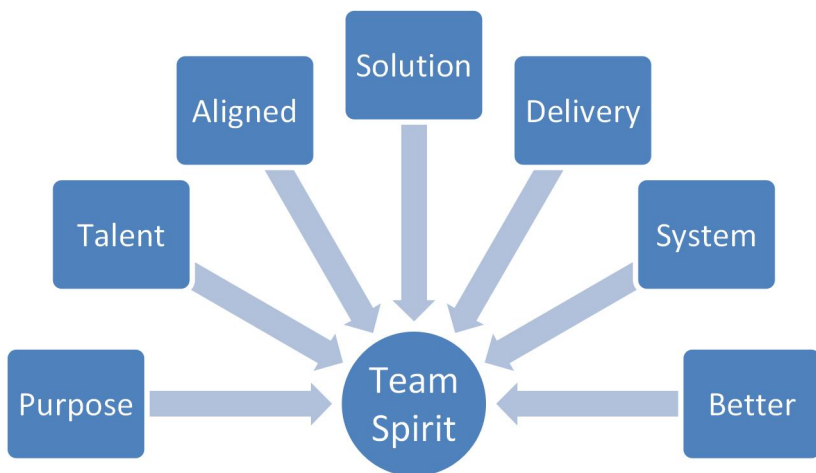 Purpose
Talent
Aligned
Solution
Delivery
System
Better
Team
Spirit